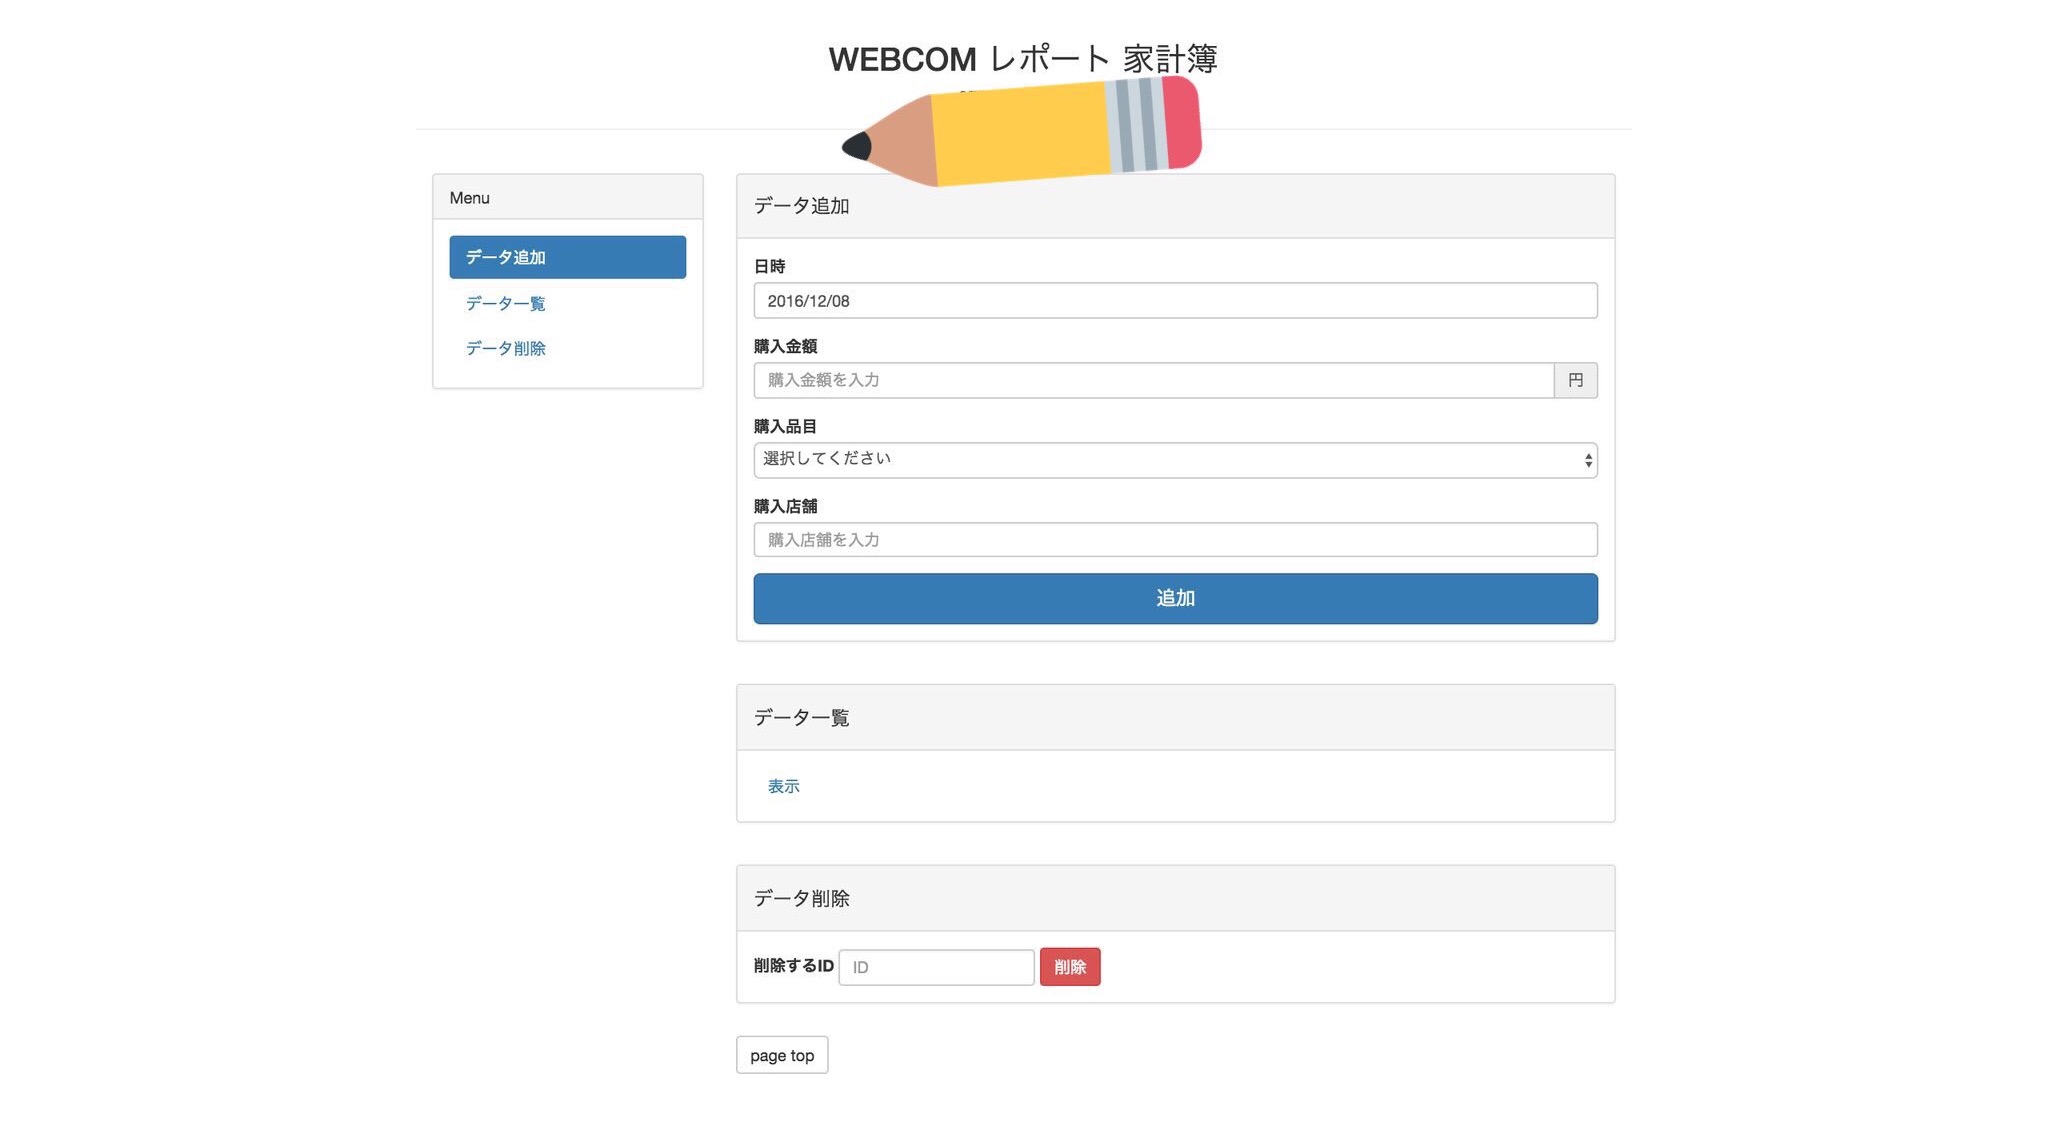 WEBCOM レポート 家計簿
Menu
データ追加
データ一覧
データ削除
データ追加
日時
2016/12/08
購入金額
購入金額を入力
円
購入品目
選択してください
購入店舗
購入店舗を入力
追加
データ一覧
表示
データ削除
削除するID
ID
削除
page top